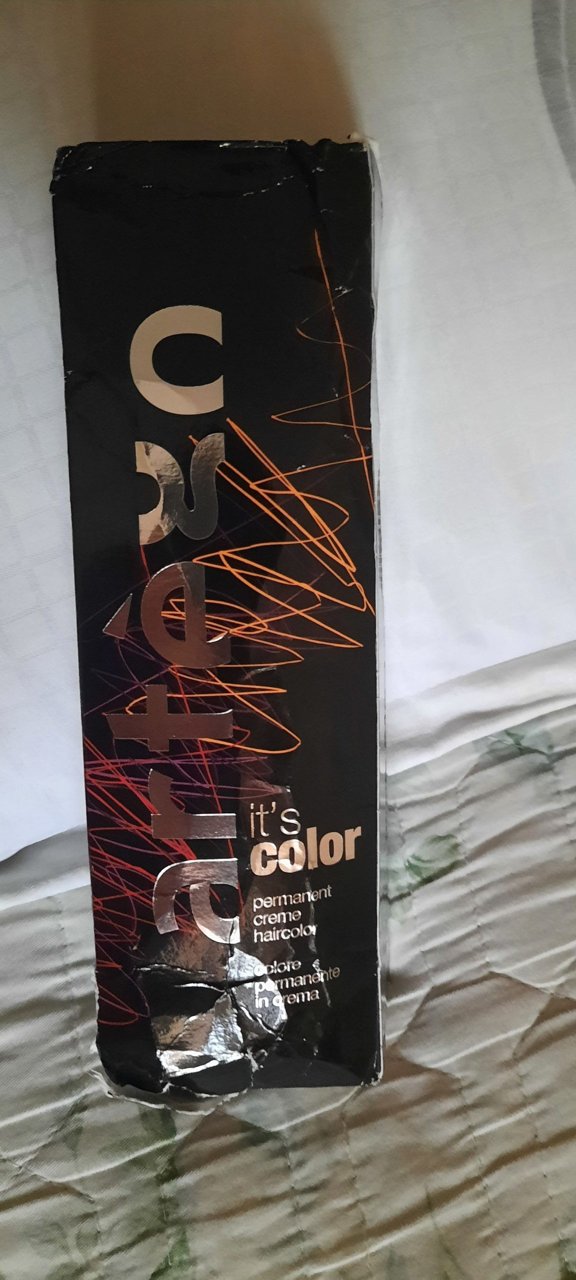 artègo
it's
color
permanent
creme
haircolor
colore
permanente
in crema